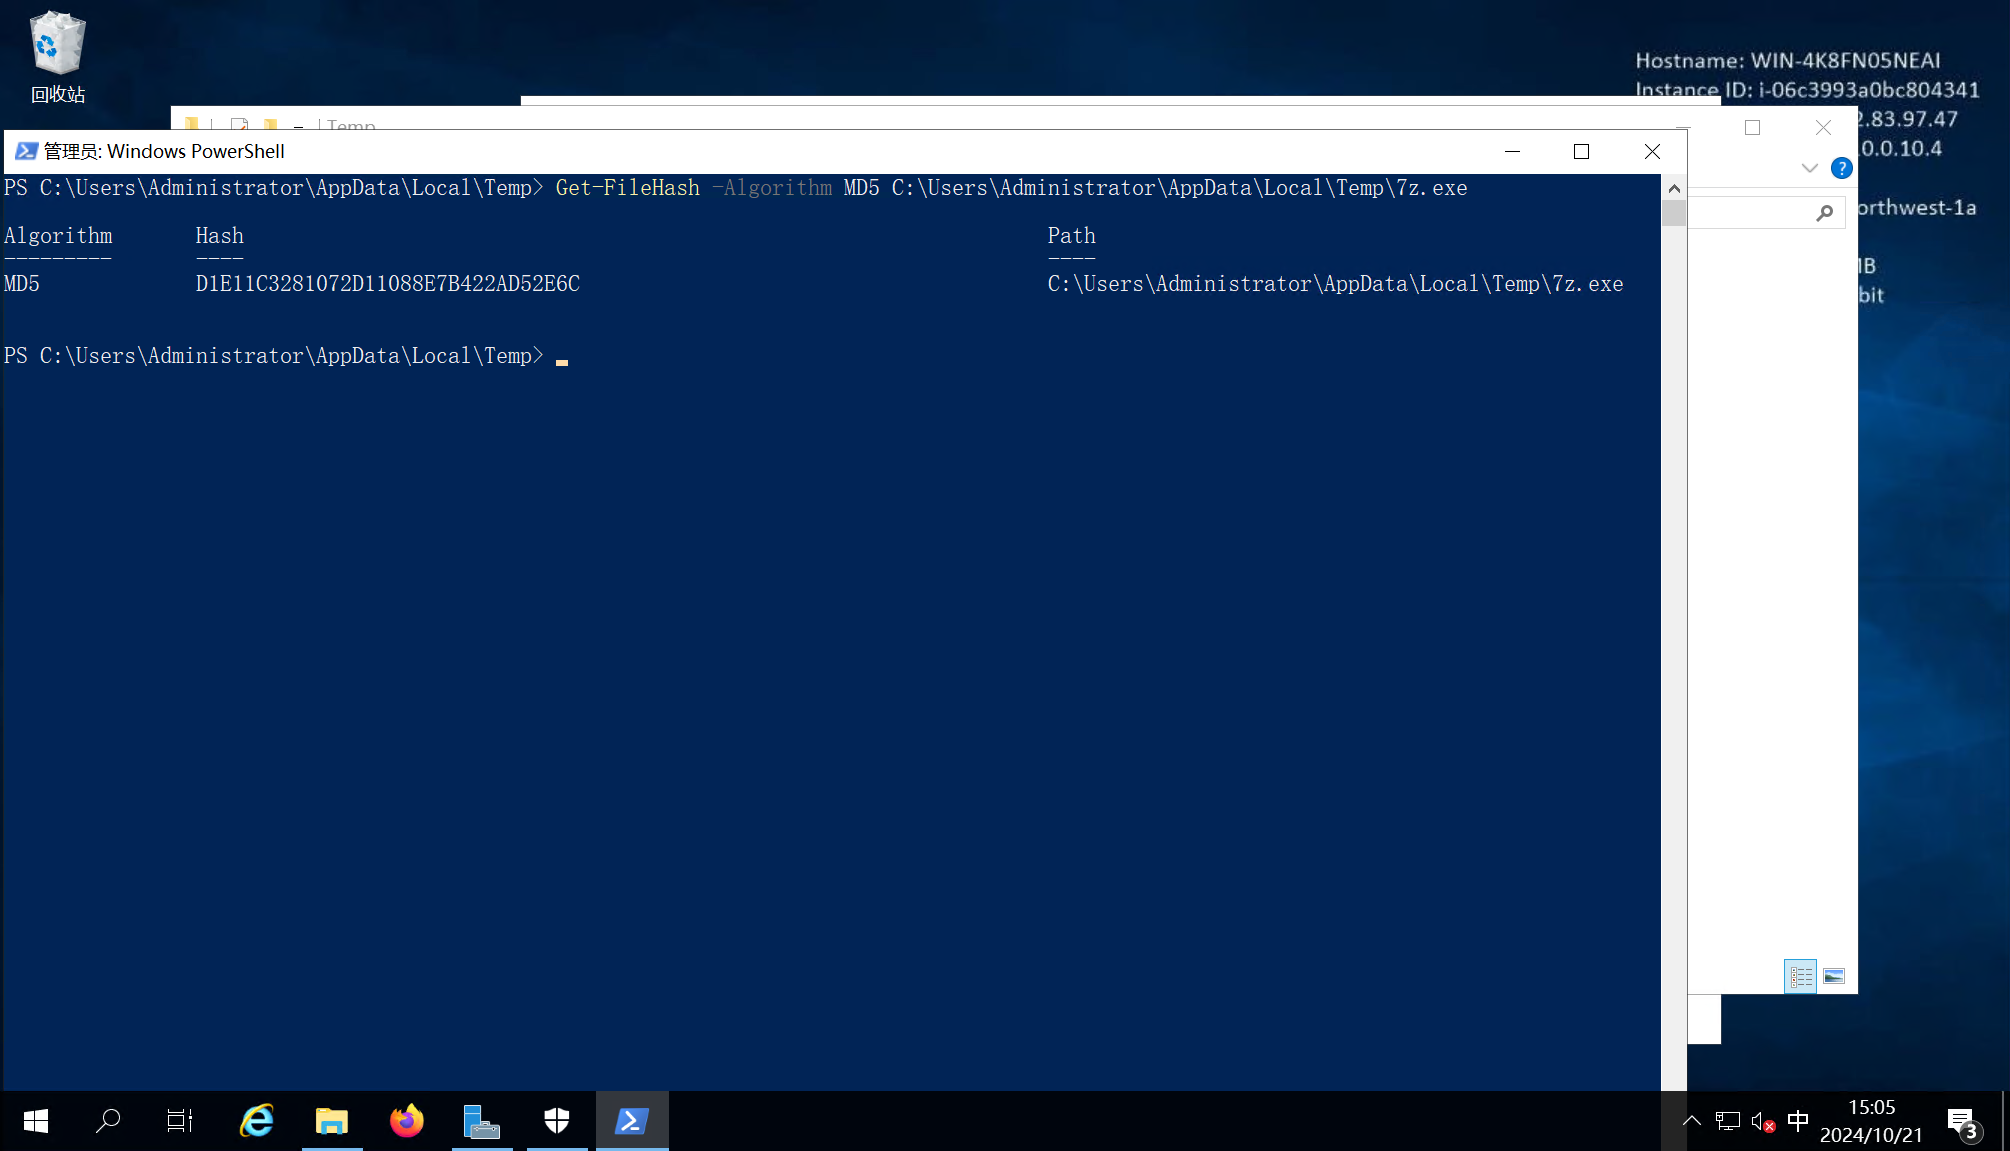 回收站
Hostname: WIN-4K8FN05NEAI
Instance ID: i-06c3993a0bc804341
2.83.97.47
.0.0.10.4
orthwest-1a
bit
Temp
管理员: Windows PowerShell
PS C:\Users\Administrator\AppData\Local\Temp> Get-FileHash -Algorithm MD5 C:\Users\Administrator\AppData\Local\Temp\7z.exe
Algorithm Hash Path
--------- ---- ----
MD5 D1E11C3281072D11088E7B422AD52E6C C:\Users\Administrator\AppData\Local\Temp\7z.exe
PS C:\Users\Administrator\AppData\Local\Temp>
中
15:05
2024/10/21
3